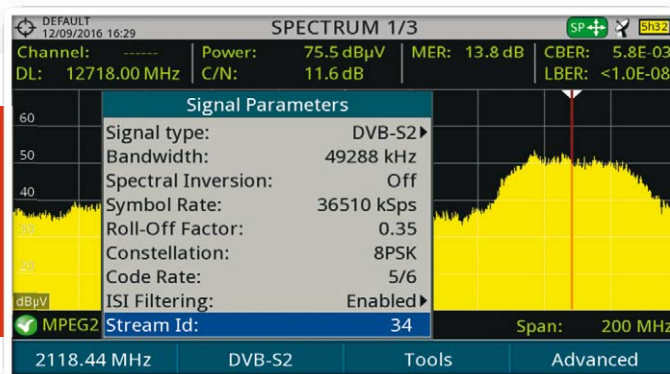 DEFAULT
12/09/2016 16:29
SPECTRUM 1/3
SP
5h32
Channel: ------ Power: 75.5 dBµV MER: 13.8 dB CBER: 5.8E-03
DL: 12718.00 MHz C/N: 11.6 dB LBER: <1.0E-08
Signal Parameters
Signal type: DVB-S2
Bandwidth: 49288 kHz
Spectral Inversion: Off
Symbol Rate: 36510 kSps
Roll-Off Factor: 0.35
Constellation: 8PSK
Code Rate: 5/6
ISI Filtering: Enabled
Stream Id: 34
60
50
40
30
20
dBµV
MPEG2
Span: 200 MHz
2118.44 MHz DVB-S2 Tools Advanced